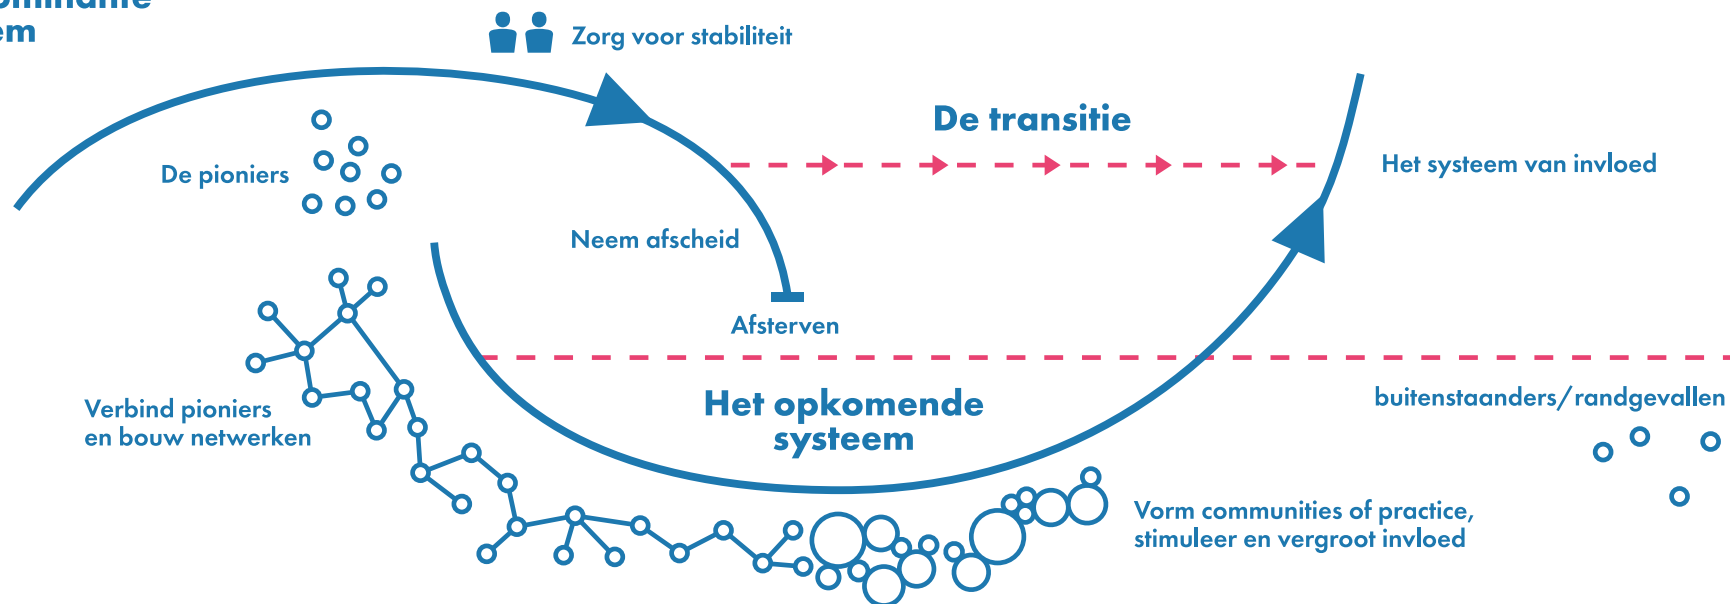 em
Zorg voor stabiliteit
De transitie
De pioniers
Het systeem van invloed
Neem afscheid
Afsterven
Het opkomende
systeem
buitenstaanders/randgevallen
Verbind pioniers
en bouw netwerken
Vorm communities of practice,
stimuleer en vergroot invloed